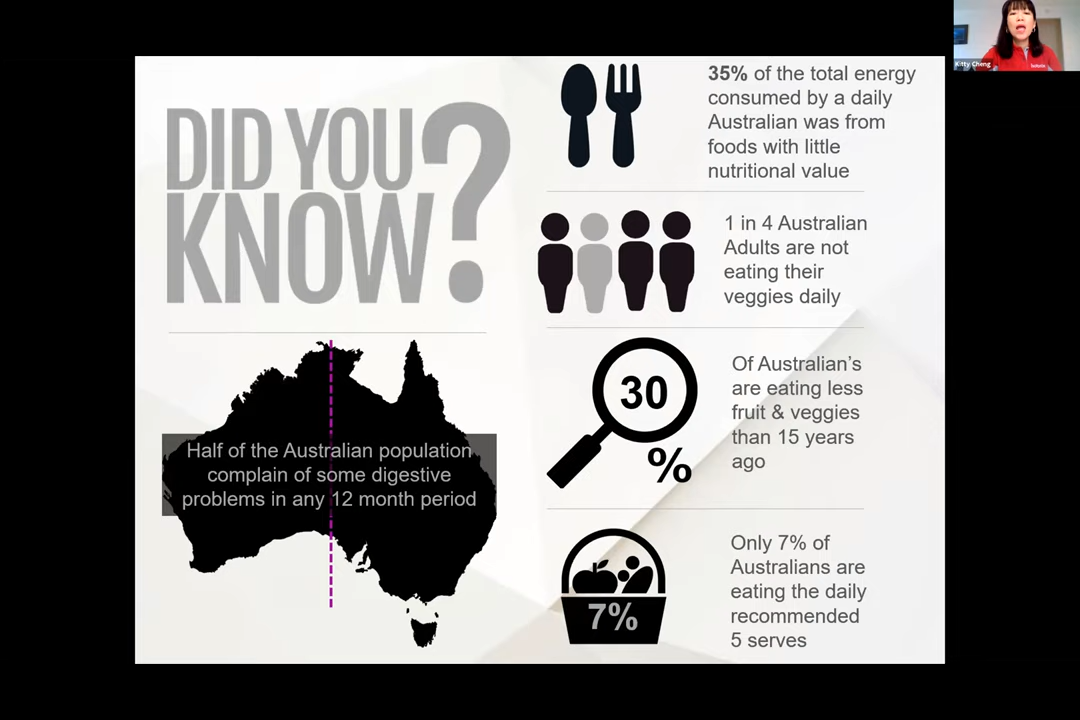 DID YOU
KNOW?
Half of the Australian population
complain of some digestive
problems in any 12 month period
35% of the total energy
consumed by a daily
Australian was from
foods with little
nutritional value
1 in 4 Australian
Adults are not
eating their
veggies daily
30
%
Of Australian's
are eating less
fruit & veggies
than 15 years
ago
7%
Only 7% of
Australians are
eating the daily
recommended
5 serves
Kitty Cheng